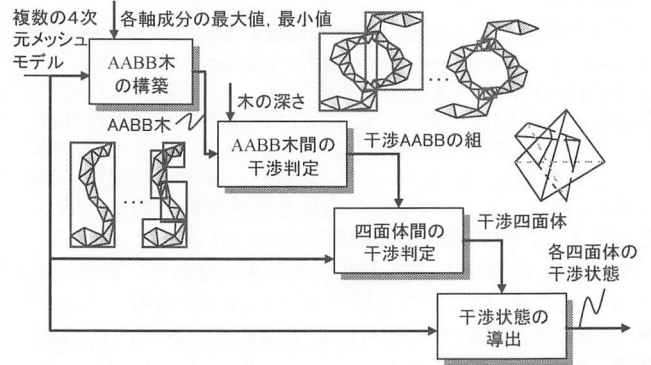 複数の4次
元メッシュ
モデル
各軸成分の最大値, 最小値
AABB木
の構築
AABB木
木の深さ
AABB木間の
干渉判定
干渉AABBの組
四面体間の
干渉判定
干渉四面体
各四面体の
干渉状態
干渉状態の
導出